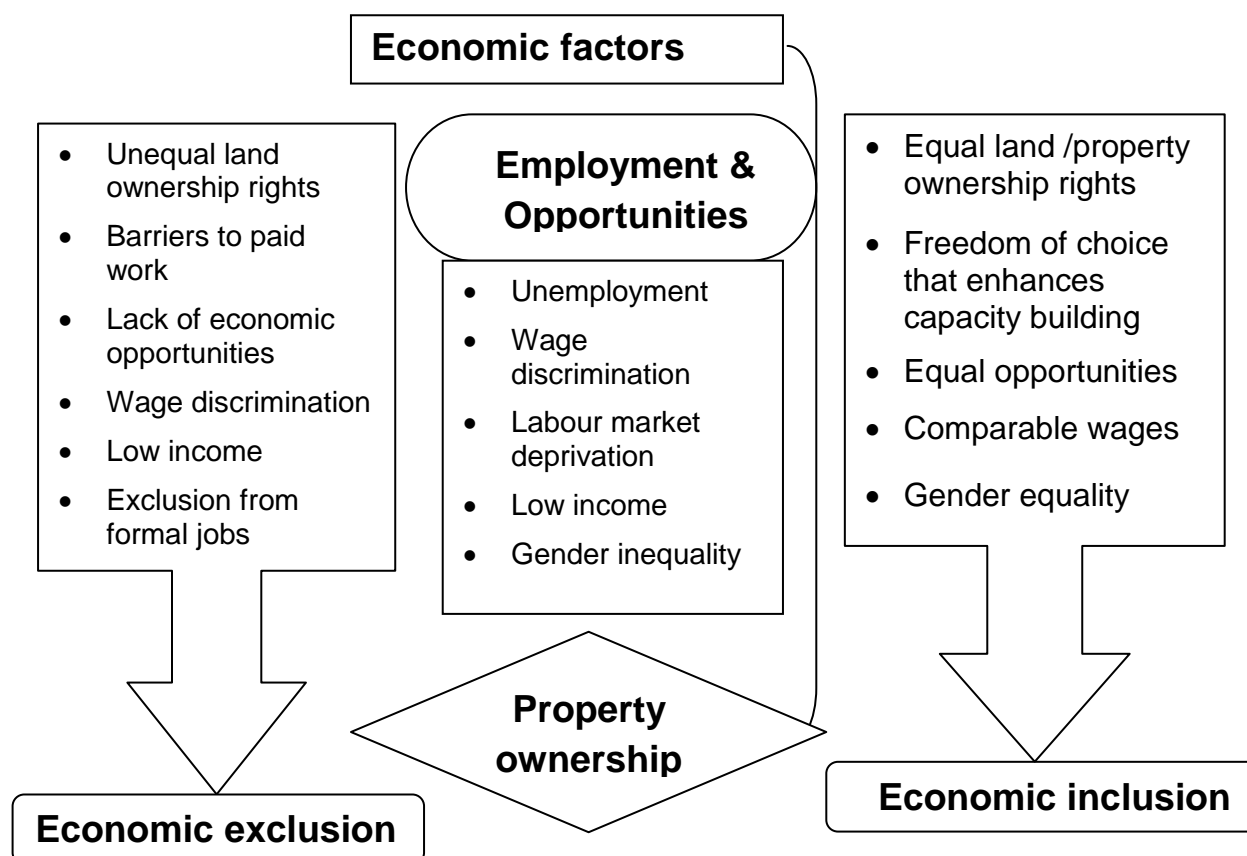 Economic factors
• Unequal land
ownership rights
• Barriers to paid
work
• Lack of economic
opportunities
• Wage discrimination
• Low income
• Exclusion from
formal jobs
Employment &
Opportunities
• Unemployment
• Wage
discrimination
• Labour market
deprivation
• Low income
• Gender inequality
• Equal land /property
ownership rights
• Freedom of choice
that enhances
capacity building
• Equal opportunities
• Comparable wages
• Gender equality
Property
ownership
Economic exclusion
Economic inclusion